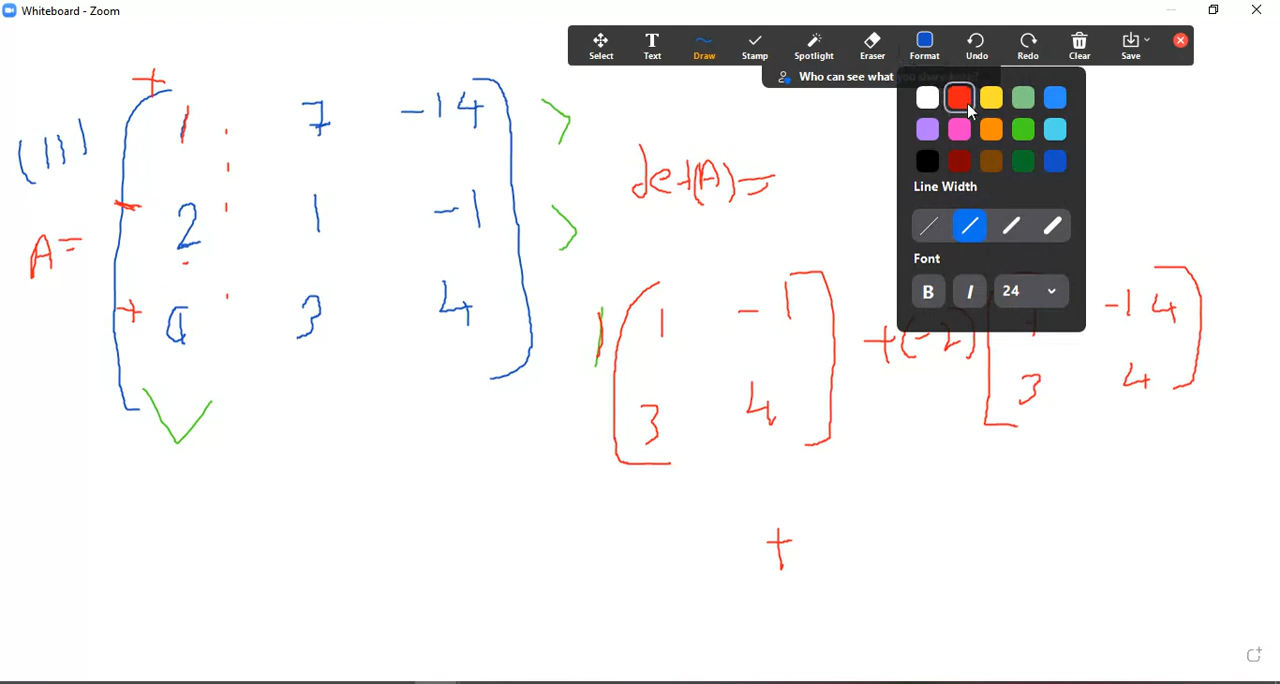 Whiteboard - Zoom
Select Text Draw Stamp Spotlight Eraser Format Undo Redo Clear Save
Who can see what
Line Width
Font
B I 24
(11)
A =
+ 1 7 -14
- 2 1 -1
+ 3 4
det(A) =
1 1 -1
3 4
+(-2) -14
3 4
+